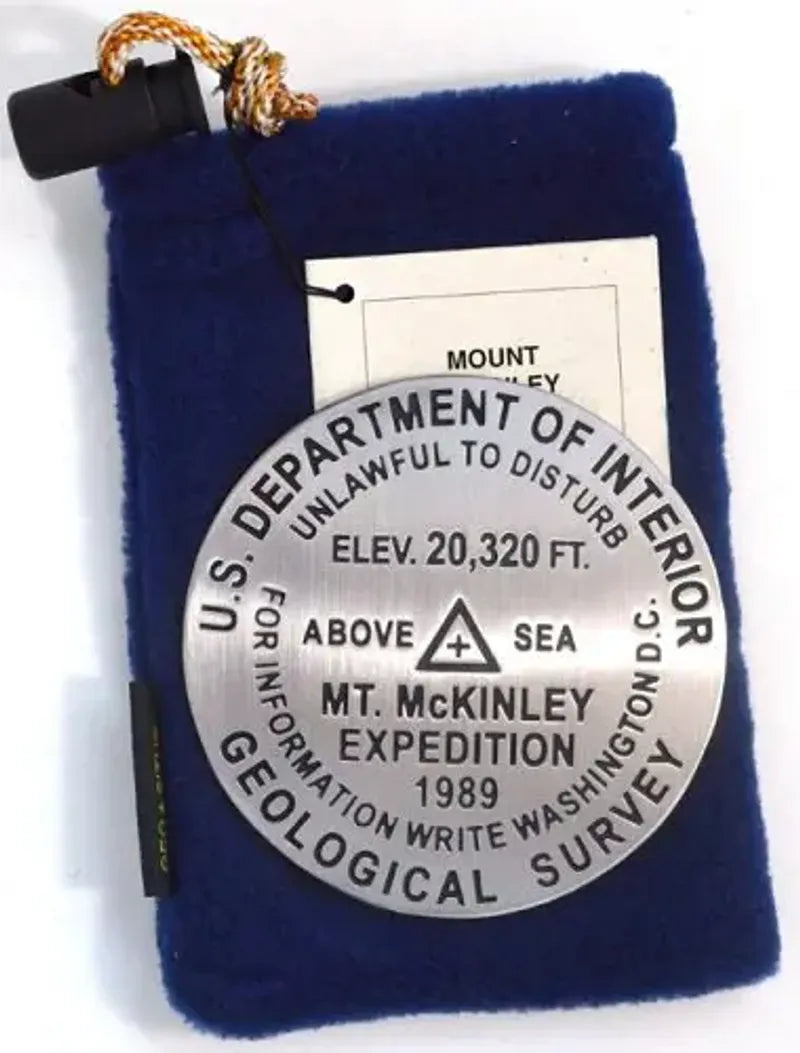 MOUNT
U.S. DEPARTMENT OF INTERIOR
UNLAWFUL TO DISTURB
ELEV. 20,320 FT.
ABOVE SEA
MT. McKINLEY
EXPEDITION
1989
FOR INFORMATION WRITE WASHINGTON D.C.
GEOLOGICAL SURVEY